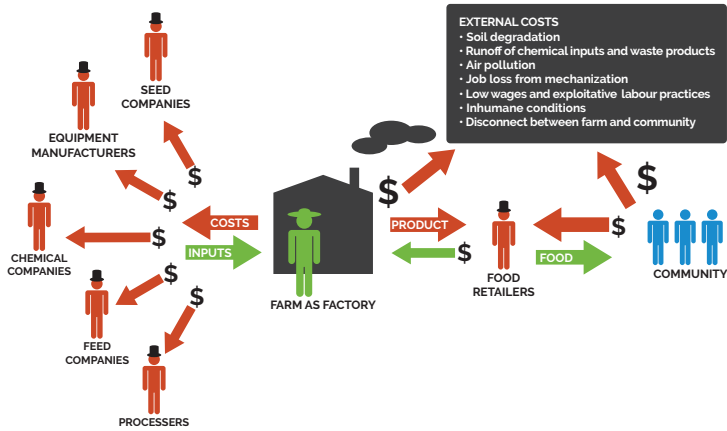 EXTERNAL COSTS
• Soil degradation
• Runoff of chemical inputs and waste products
• Air pollution
• Job loss from mechanization
• Low wages and exploitative labour practices
• Inhumane conditions
• Disconnect between farm and community
SEED
COMPANIES
EQUIPMENT
MANUFACTURERS
$
$
$
$
COSTS
PRODUCT
$
$
CHEMICAL
COMPANIES
INPUTS
$
FOOD
$
FOOD
RETAILERS
COMMUNITY
$
$
FARM AS FACTORY
FEED
COMPANIES
PROCESSERS